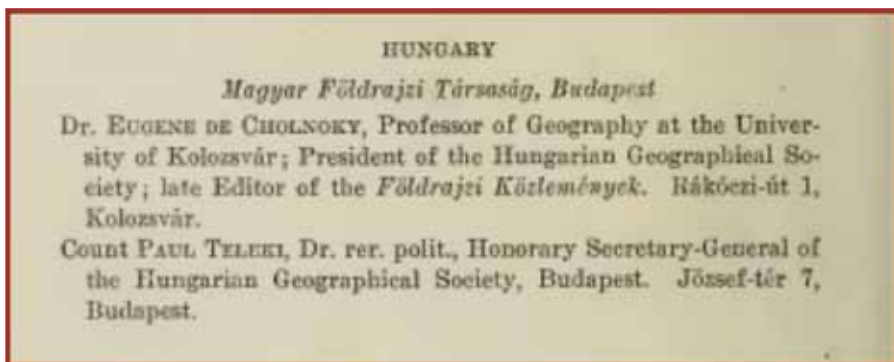 HUNGARY
Magyar Földrajzi Társaság, Budapest
Dr. EUGENE DE CHOLNOKY, Professor of Geography at the Univer-
sity of Kolozsvár; President of the Hungarian Geographical So-
ciety; late Editor of the Földrajzi Közlemények. Rákóczi-út 1,
Kolozsvár.
Count PAUL TELEKI, Dr. rer. polit., Honorary Secretary-General of
the Hungarian Geographical Society, Budapest. József-tér 7,
Budapest.